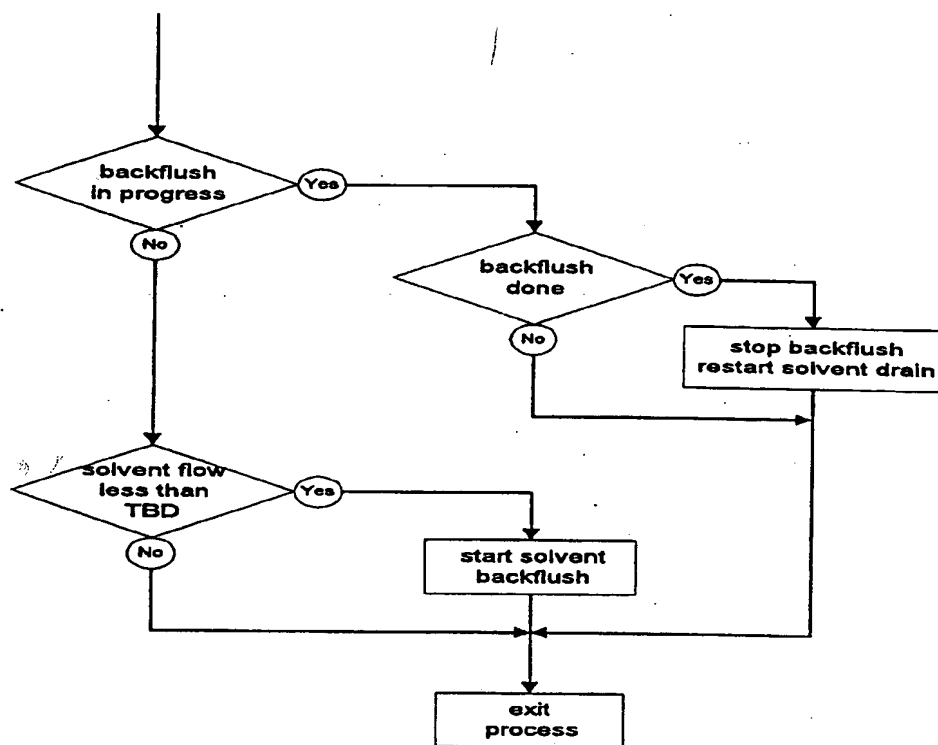 backflush
in progress
Yes
No
backflush
done
Yes
No
stop backflush
restart solvent drain
solvent flow
less than
TBD
Yes
No
start solvent
backflush
exit
process